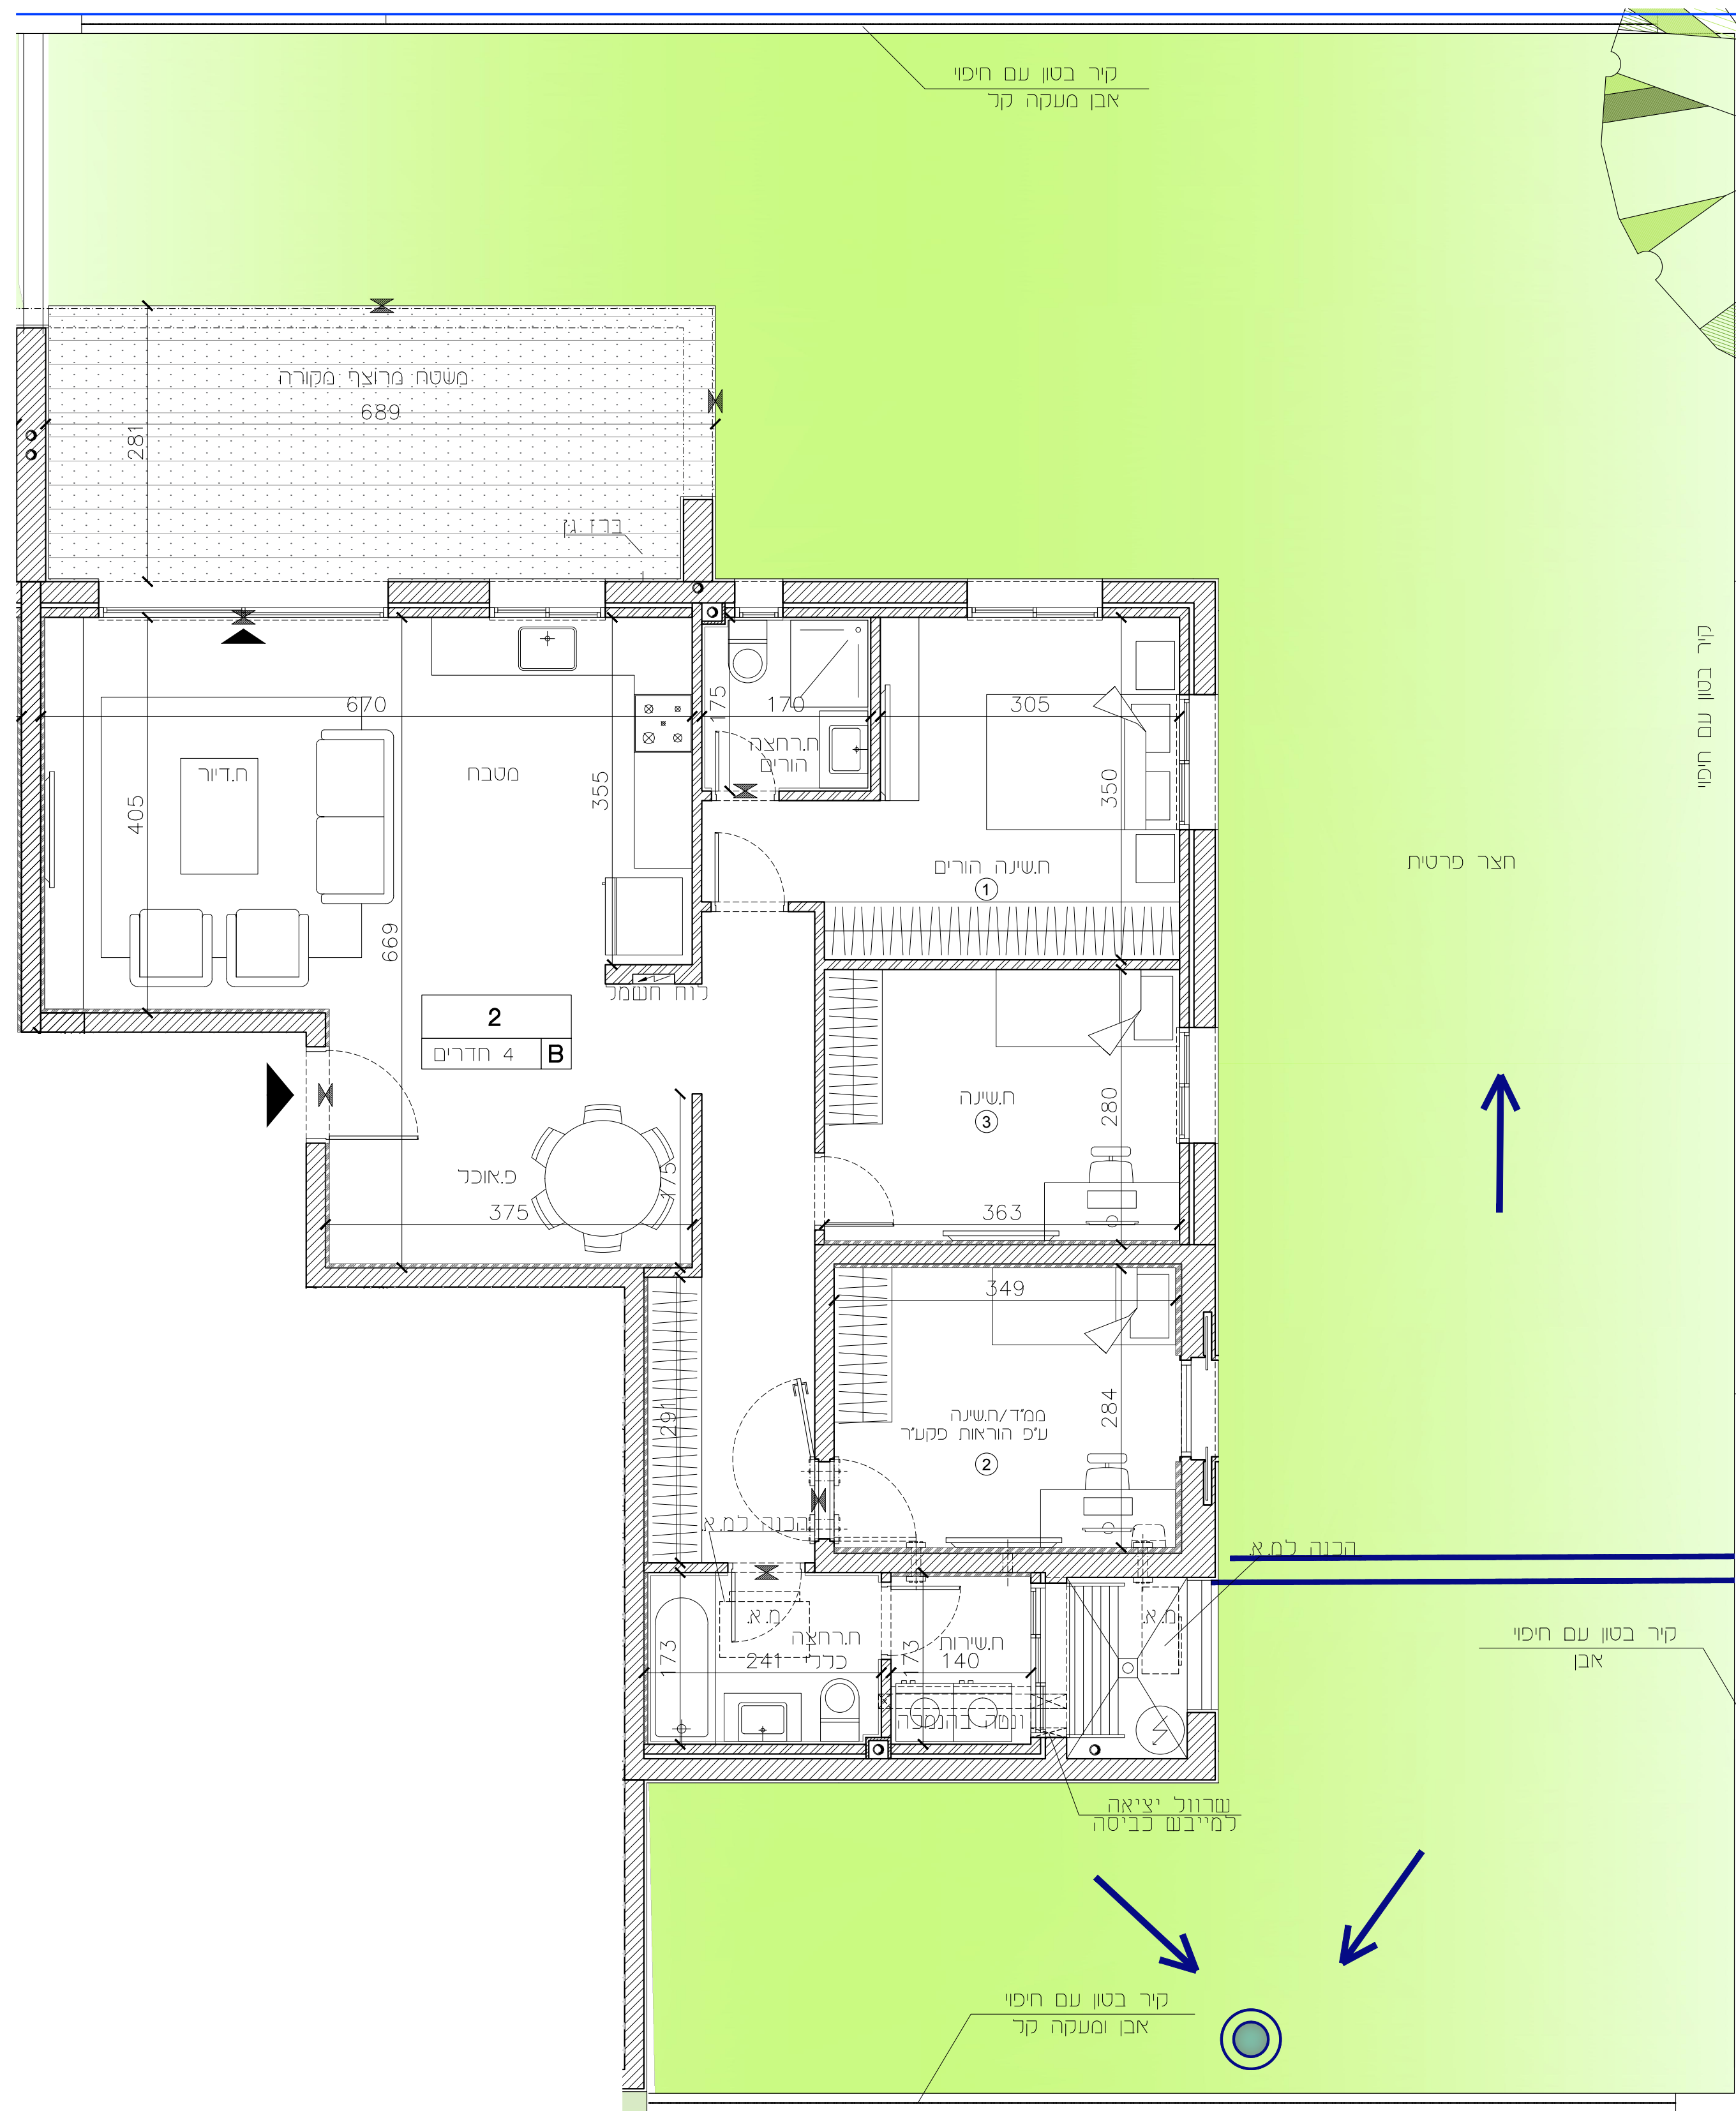 קיר בטון עם חיפוי
אבן מעקה קל
משטח מרוצף מקורה
689
281
ברז גן
קיר בטון עם חיפוי
670
175
170
305
ח.רחצה
הורים
ח.דיור
מטבח
405
355
350
ח.שינה הורים
1
חצר פרטית
669
לוח חשמל
2
4 חדרים
B
ח.שינה
3
280
פ.אוכל
175
375
363
349
291
284
ממ"ד/ח.שינה
ע"פ הוראות פקע"ר
2
הכנה למ.א.
הכנה למ.א.
מ.א.
מ.א.
ח.רחצה
כללי
ח.שירות
173
241
173
140
ונטה בהנמכה
קיר בטון עם חיפוי
אבן
שרוול יציאה
למייבש כביסה
קיר בטון עם חיפוי
אבן ומעקה קל